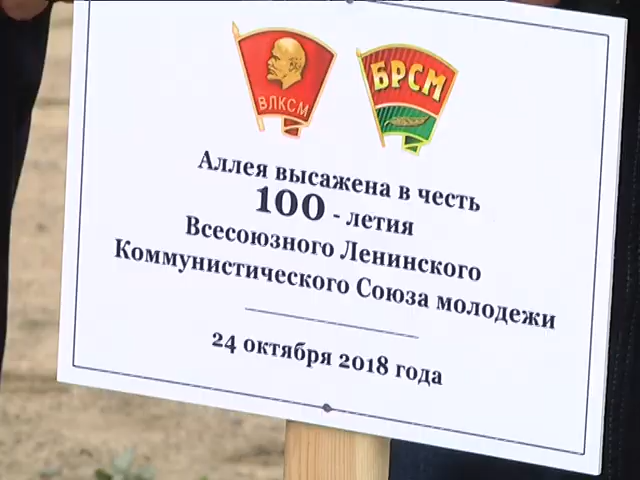 ВЛКСМ
БРСМ
Аллея высажена в честь
100 - летия
Всесоюзного Ленинского
Коммунистического Союза молодежи
24 октября 2018 года